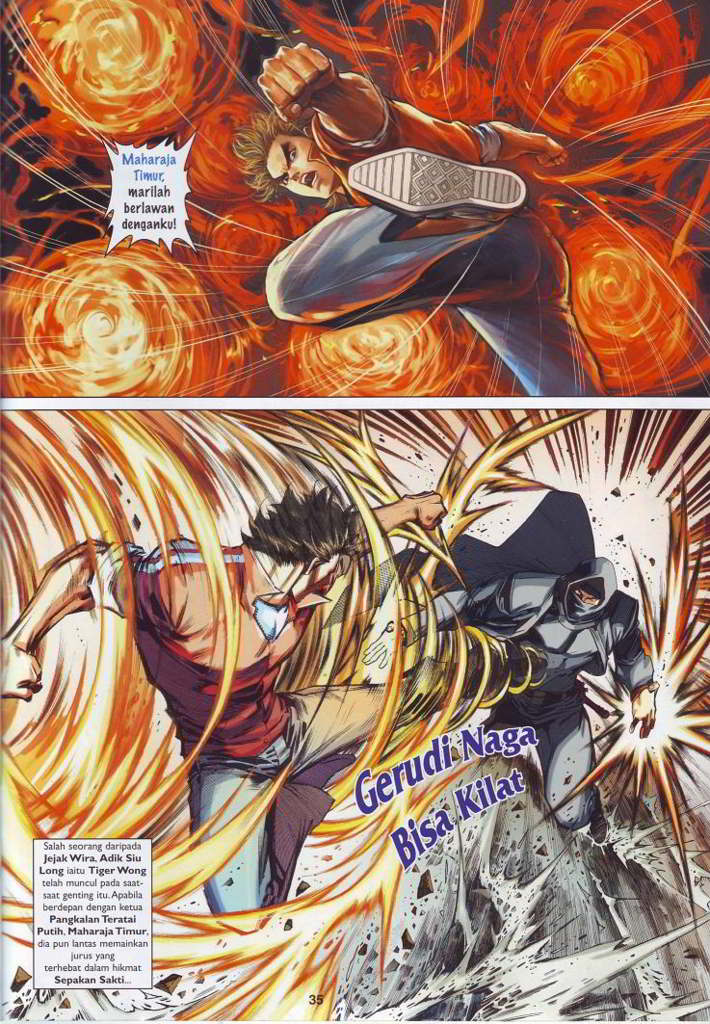 Maharaja
Timur,
marilah
berlawan
denganku!
Gerudi Naga
Bisa Kilat
Salah seorang daripada
Jejak Wira, Adik Siu
Long iaitu Tiger Wong
telah muncul pada saat-
saat genting itu. Apabila
berdepan dengan ketua
Pangkalan Teratai
Putih, Maharaja Timur,
dia pun lantas memainkan
jurus yang
terhebat dalam hikmat
Sepakan Sakti...
35